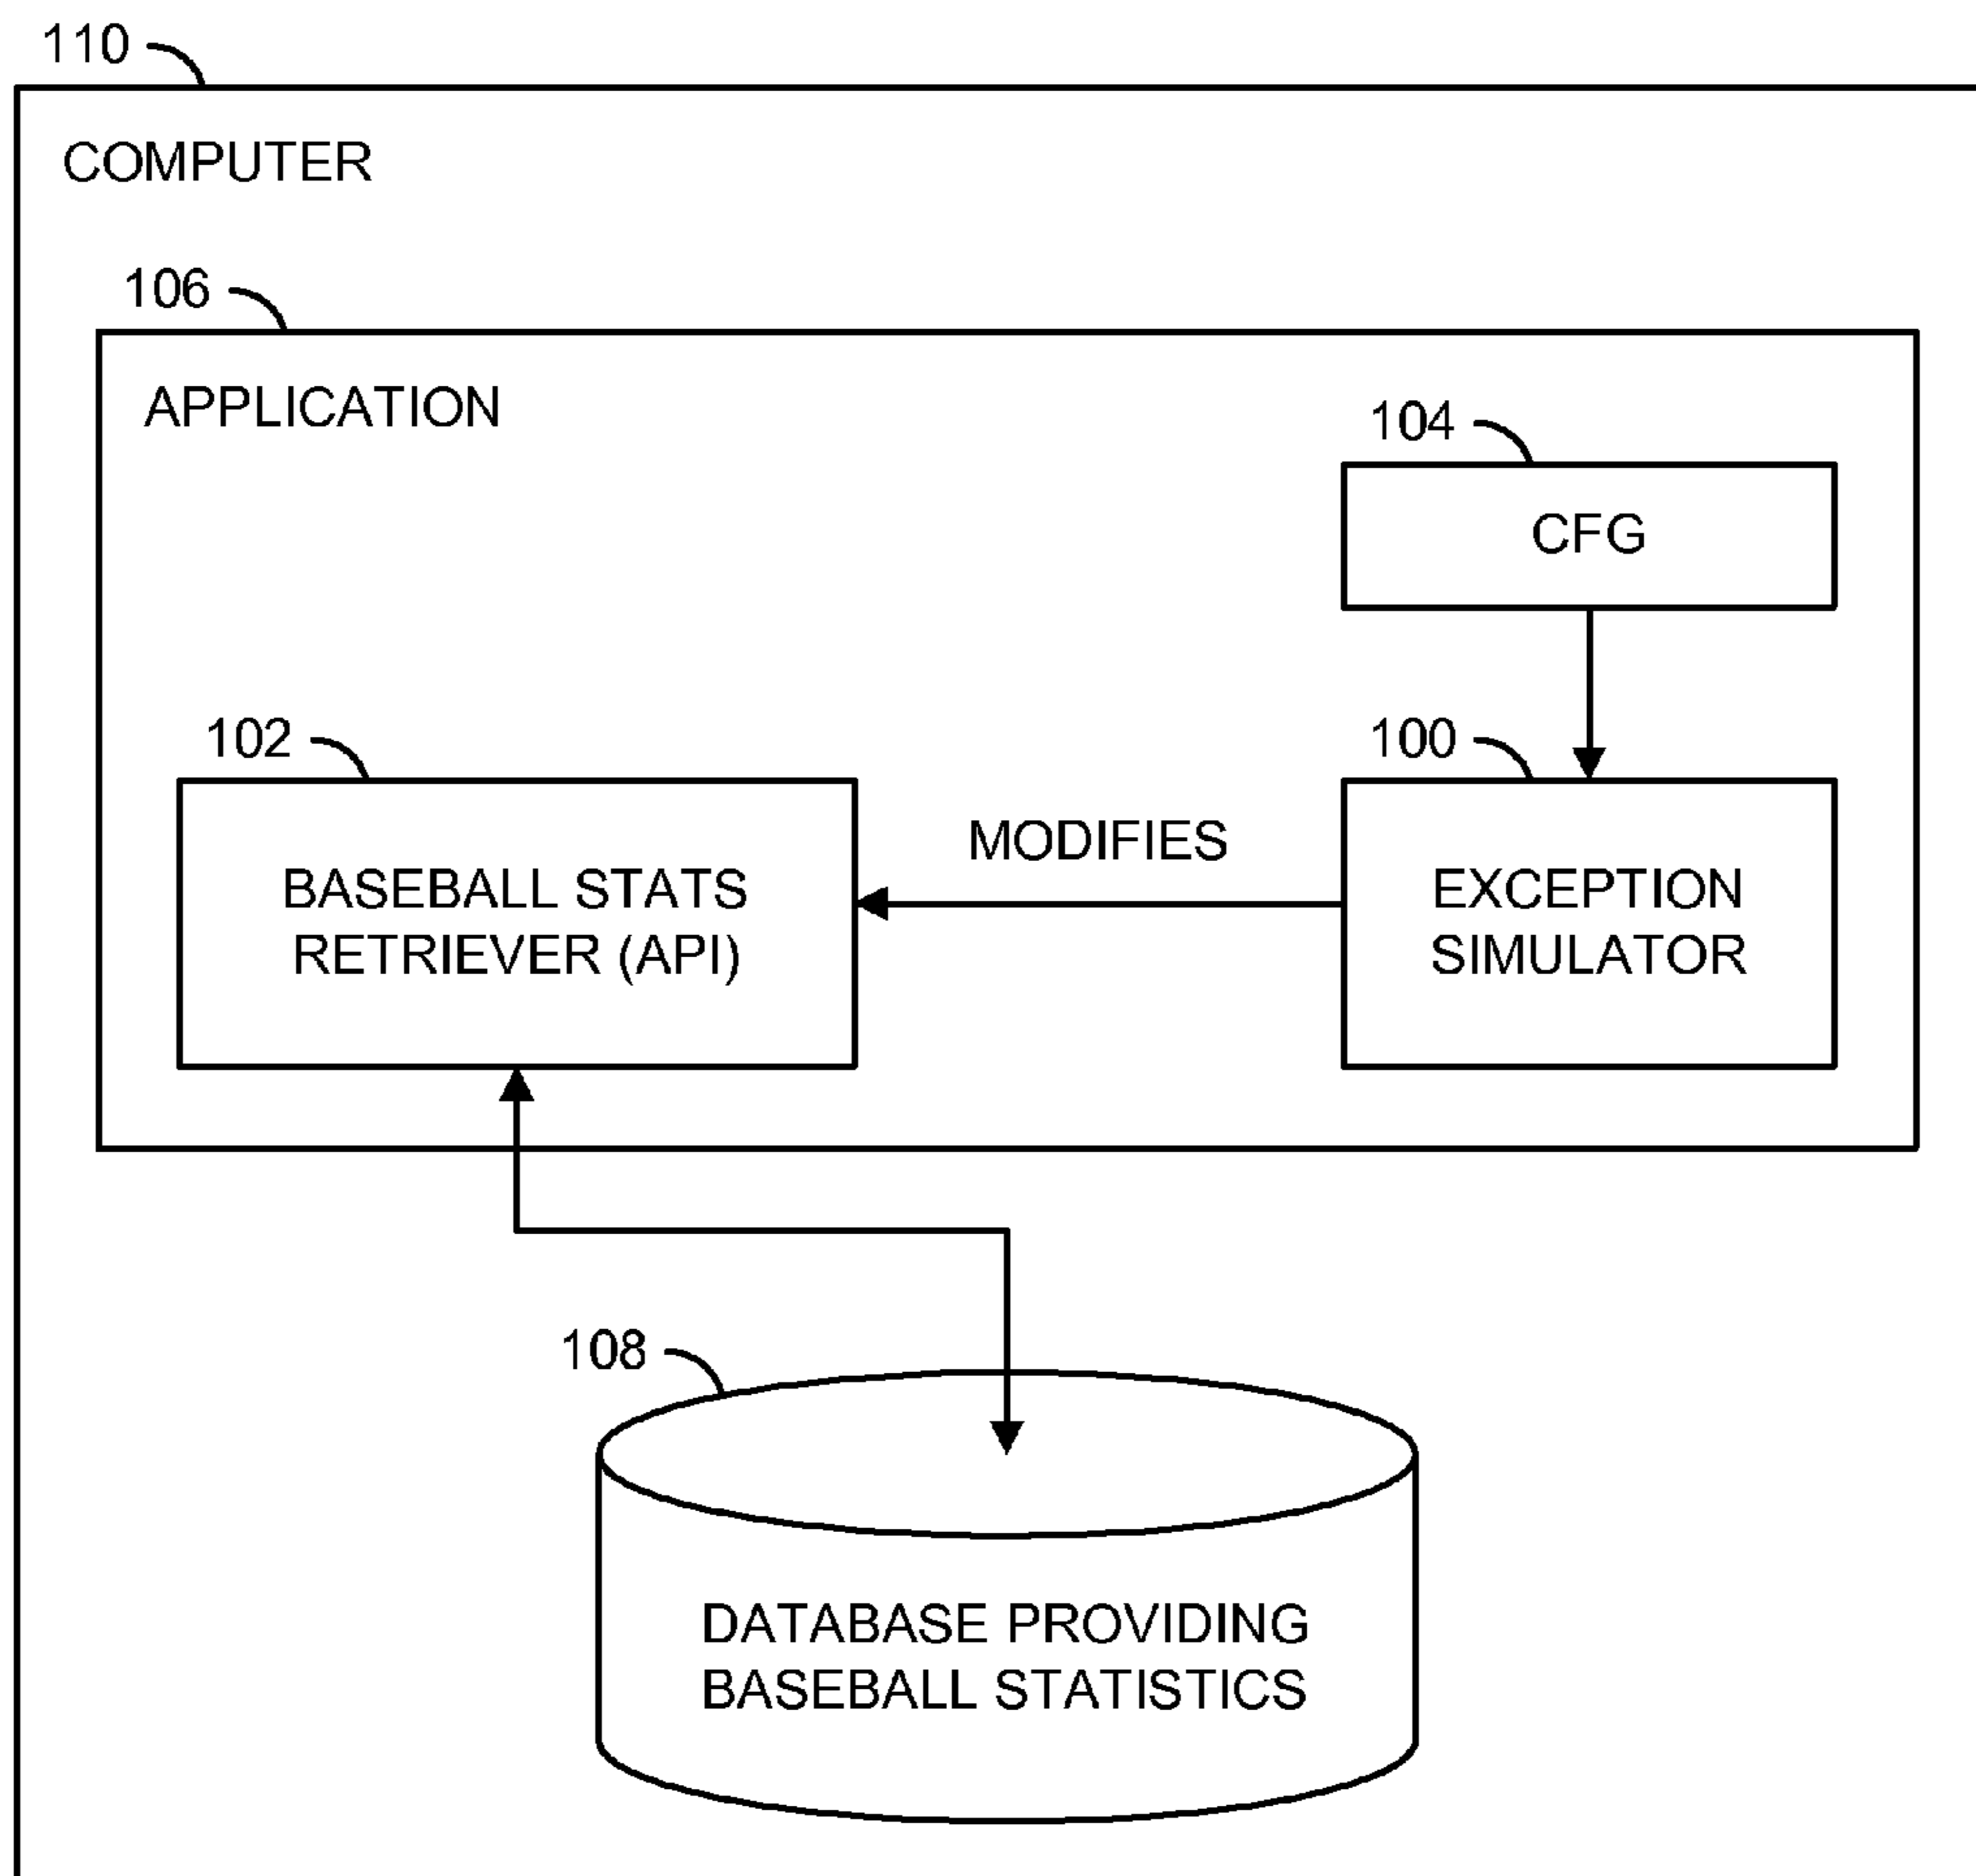 110
COMPUTER
106
APPLICATION
104
CFG
102
100
MODIFIES
BASEBALL STATS
RETRIEVER (API)
EXCEPTION
SIMULATOR
108
DATABASE PROVIDING
BASEBALL STATISTICS